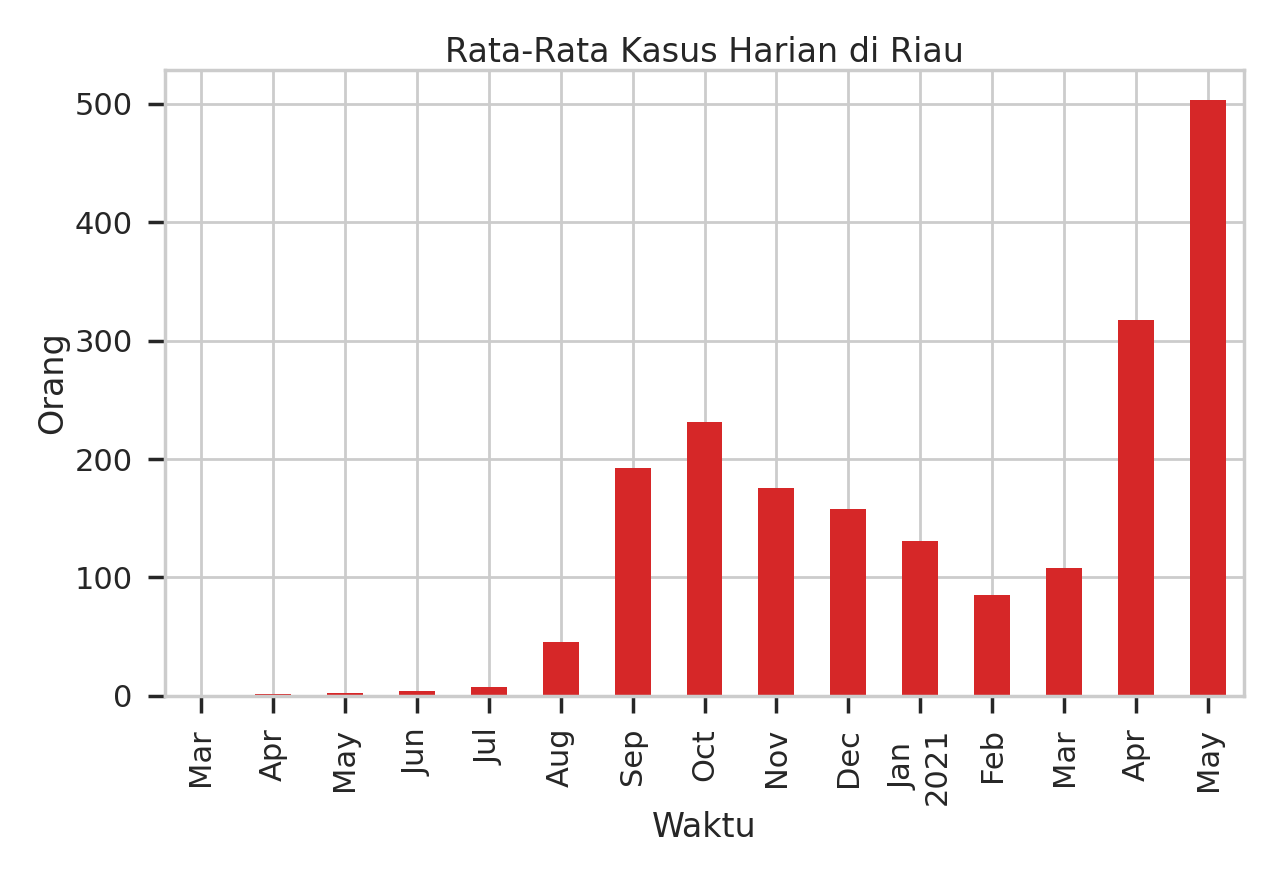 Rata-Rata Kasus Harian di Riau
500
400
300
200
100
0
Orang
Mar
Apr
May
Jun
Jul
Aug
Sep
Oct
Nov
Dec
Jan
2021
Feb
Mar
Apr
May
Waktu